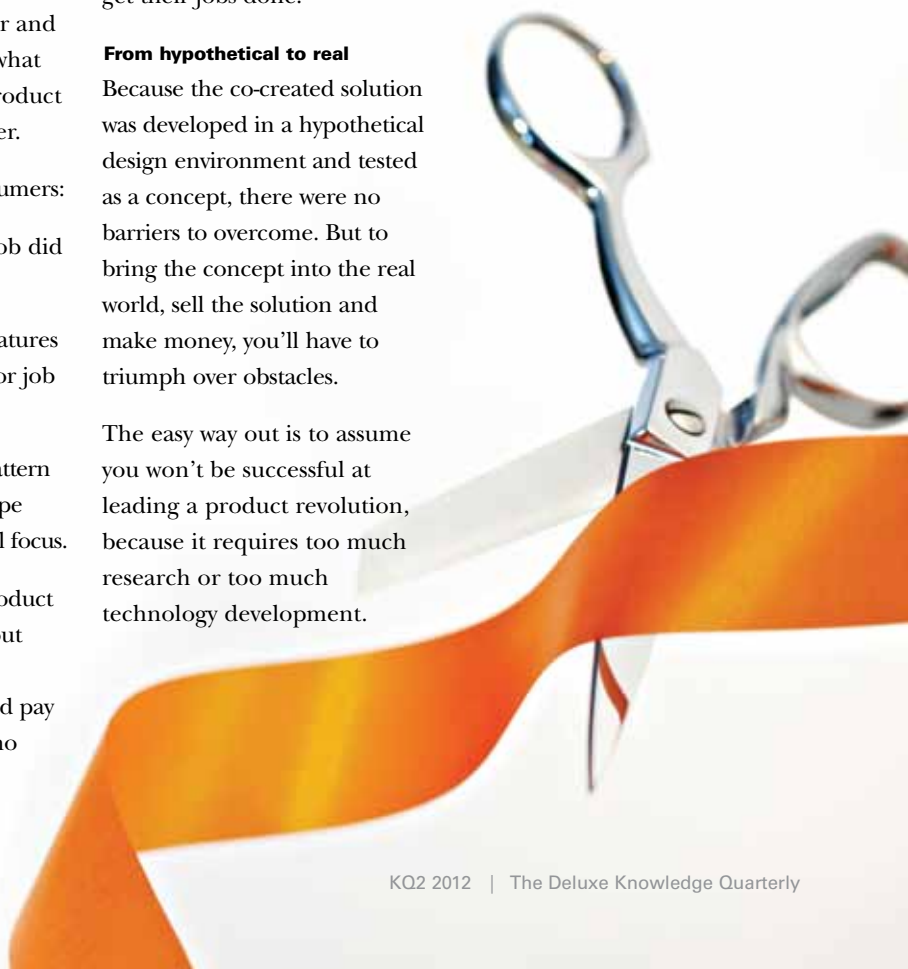 r and
what
roduct
er.
umers:
ob did
atures
or job
attern
pe
l focus.
oduct
out
d pay
no
get their jobs done.
From hypothetical to real
Because the co-created solution
was developed in a hypothetical
design environment and tested
as a concept, there were no
barriers to overcome. But to
bring the concept into the real
world, sell the solution and
make money, you’ll have to
triumph over obstacles.
The easy way out is to assume
you won’t be successful at
leading a product revolution,
because it requires too much
research or too much
technology development.
KQ2 2012 | The Deluxe Knowledge Quarterly